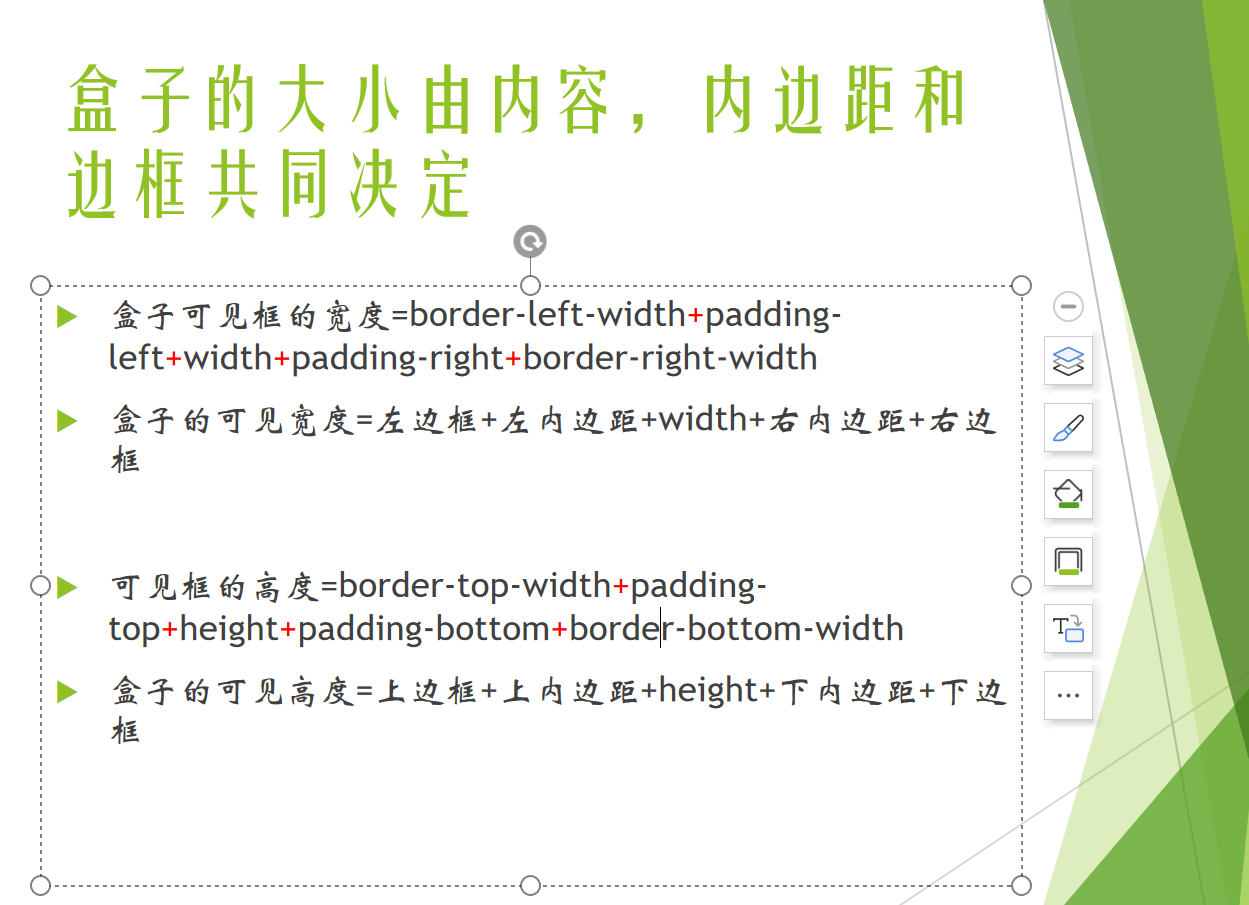 盒子的大小由内容，内边距和
边框共同决定
盒子可见框的宽度=border-left-width+padding-
left+width+padding-right+border-right-width
盒子的可见宽度=左边框+左内边距+width+右内边距+右边
框
可见框的高度=border-top-width+padding-
top+height+padding-bottom+border-bottom-width
盒子的可见高度=上边框+上内边距+height+下内边距+下边
框